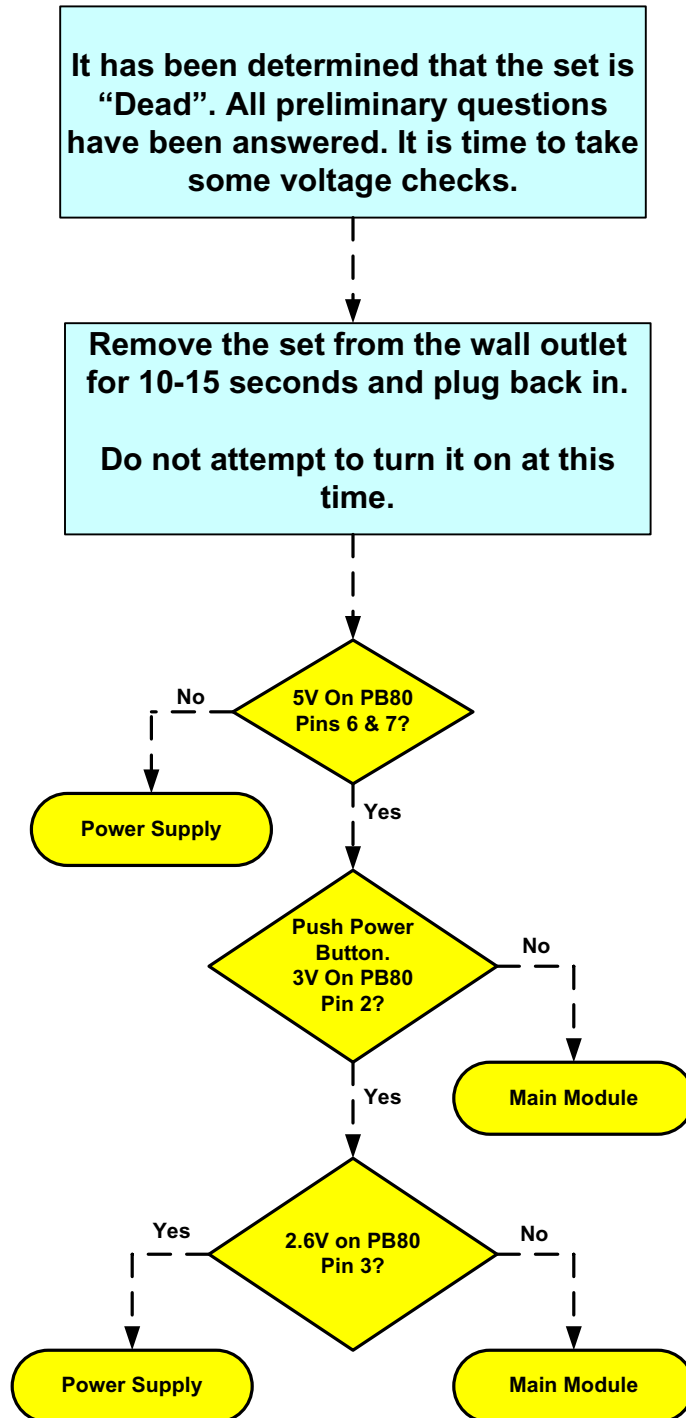 It has been determined that the set is
“Dead”. All preliminary questions
have been answered. It is time to take
some voltage checks.
Remove the set from the wall outlet
for 10-15 seconds and plug back in.
Do not attempt to turn it on at this
time.
No
5V On PB80
Pins 6 & 7?
Power Supply
Yes
Push Power
Button.
3V On PB80
Pin 2?
No
Main Module
Yes
Yes
2.6V on PB80
Pin 3?
No
Power Supply
Main Module